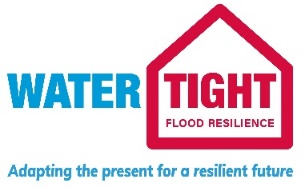 WATER TIGHT
FLOOD RESILIENCE
Adapting the present for a resilient future